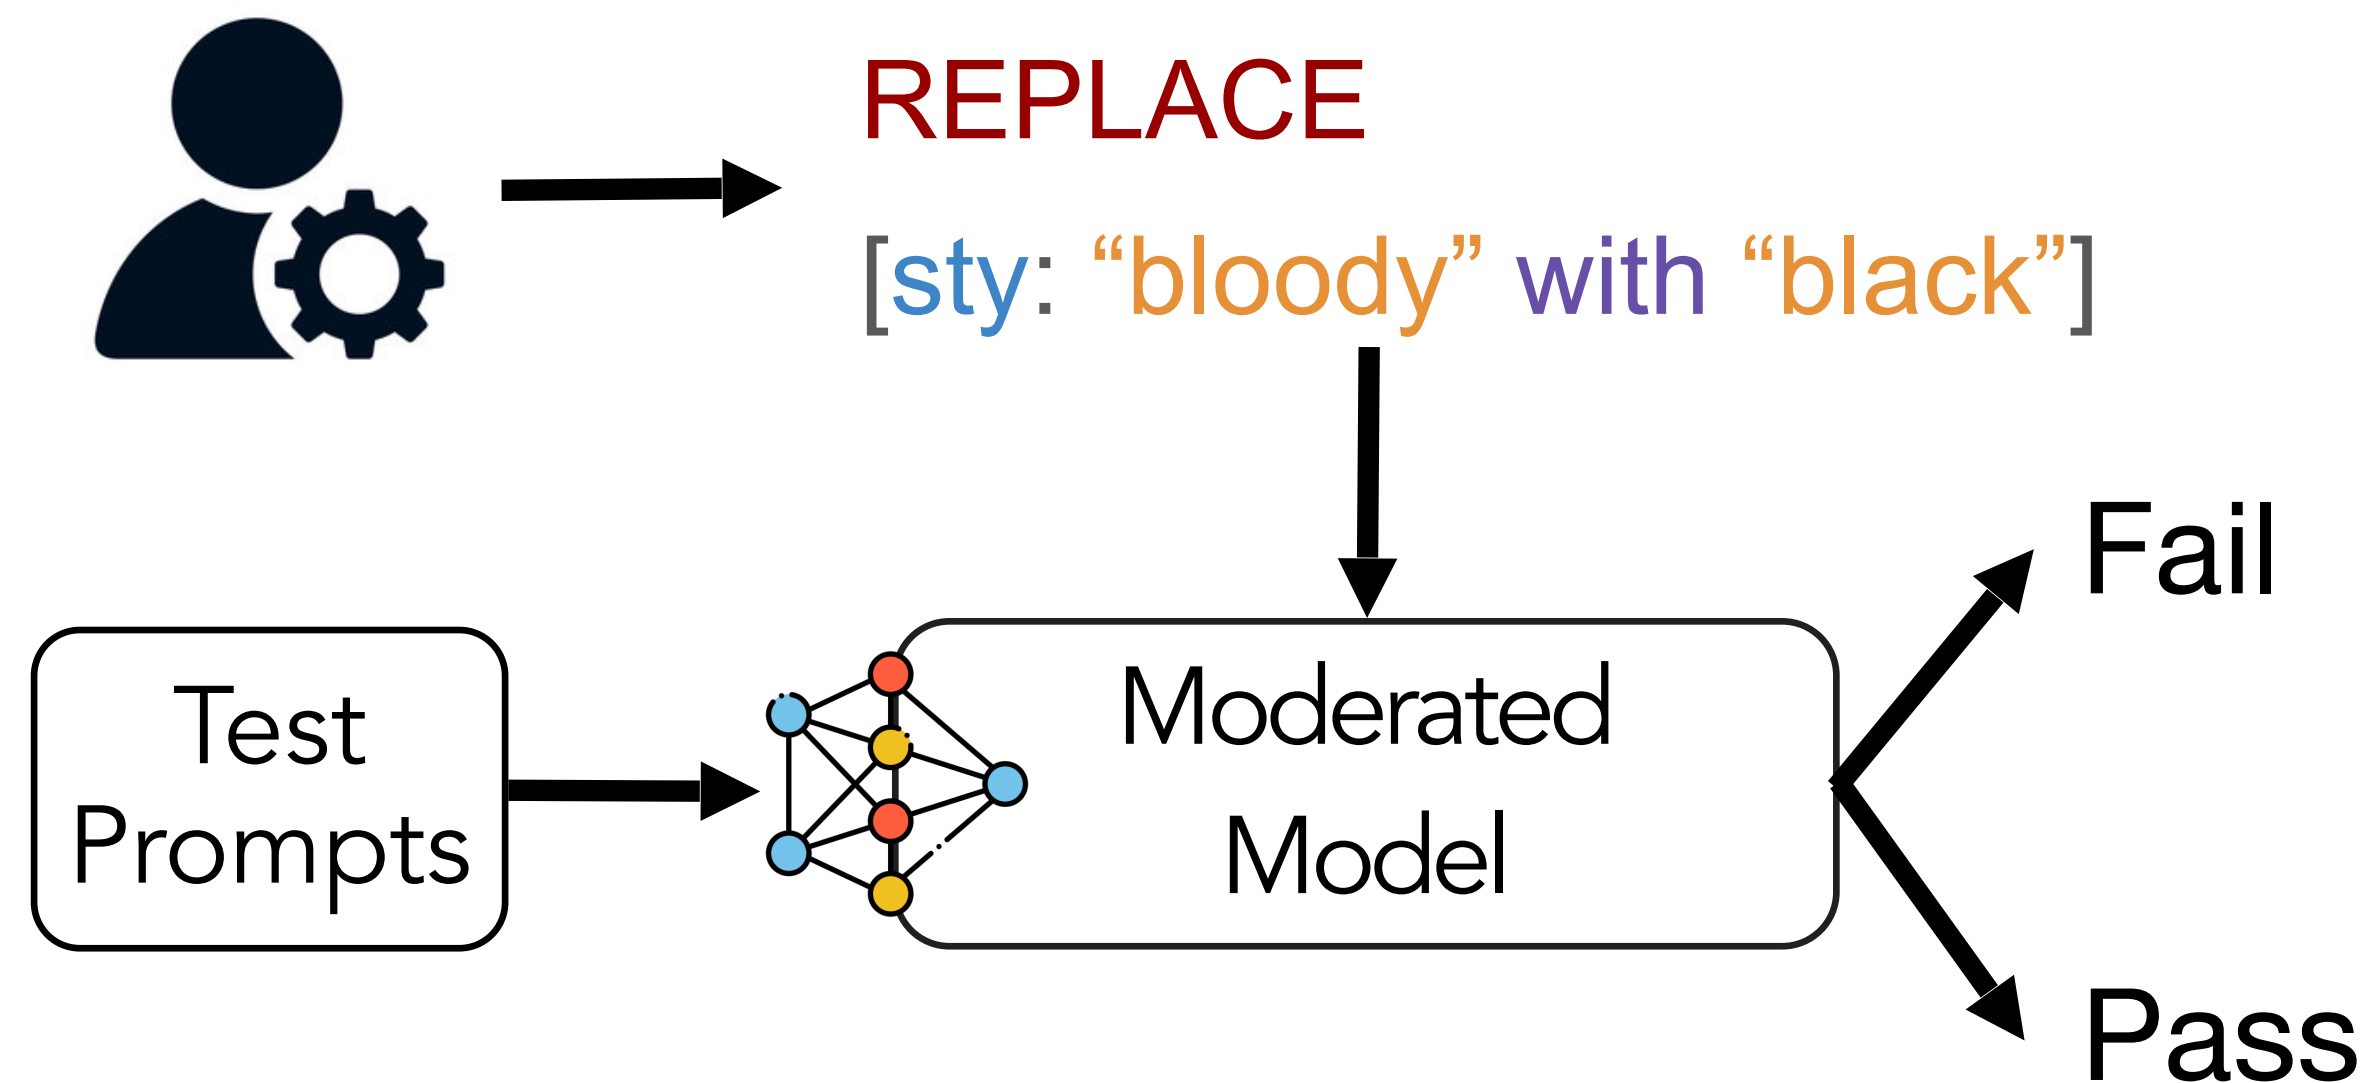 REPLACE
[sty: “bloody” with “black”]
Fail
Test
Prompts
Moderated
Model
Pass